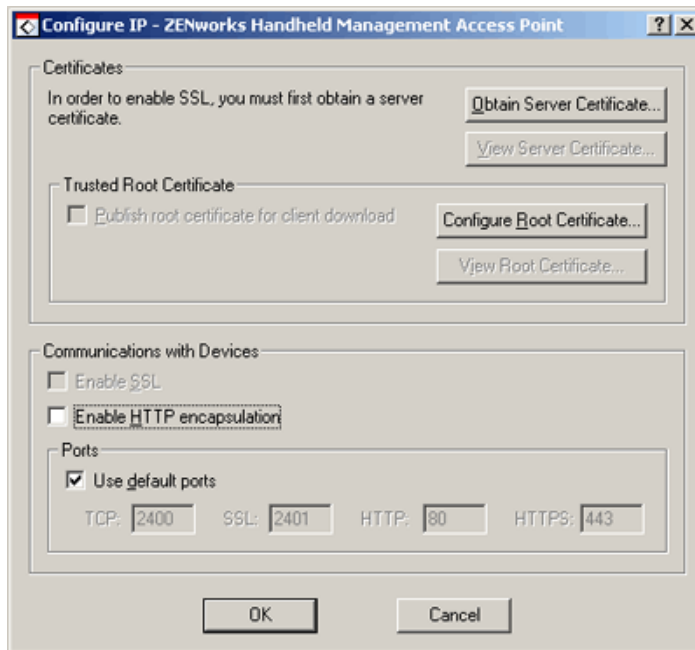 Configure IP - ZENworks Handheld Management Access Point
Certificates
In order to enable SSL, you must first obtain a server
certificate.
Obtain Server Certificate...
View Server Certificate...
Trusted Root Certificate
Publish root certificate for client download
Configure Root Certificate...
View Root Certificate...
Communications with Devices
Enable SSL
Enable HTTP encapsulation
Ports
Use default ports
TCP: 2400 SSL: 2401 HTTP: 80 HTTPS: 443
OK Cancel